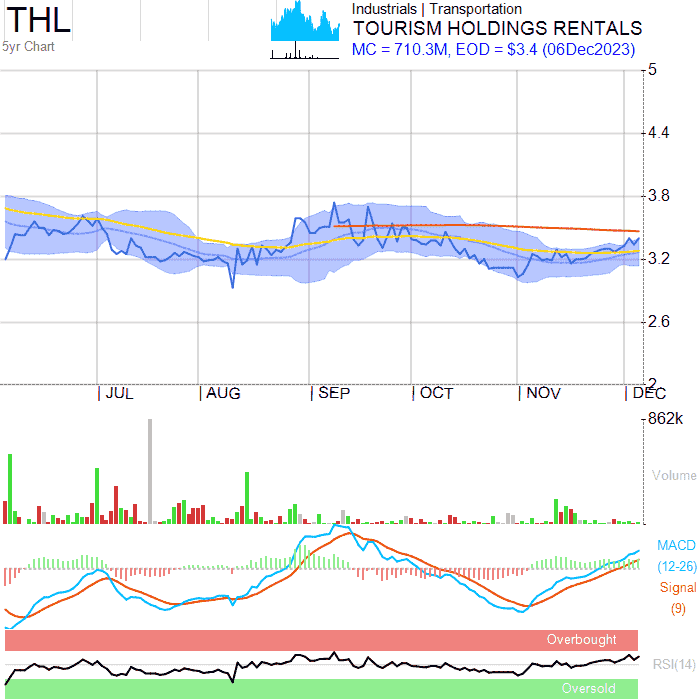 THL
5yr Chart
Industrials | Transportation
TOURISM HOLDINGS RENTALS
MC = 710.3M, EOD = $3.4 (06Dec2023)
5
4.4
3.8
3.2
2.6
2
JUL AUG SEP OCT NOV DEC
862k
Volume
MACD
(12-26)
Signal
(9)
Overbought
RSI(14)
Oversold